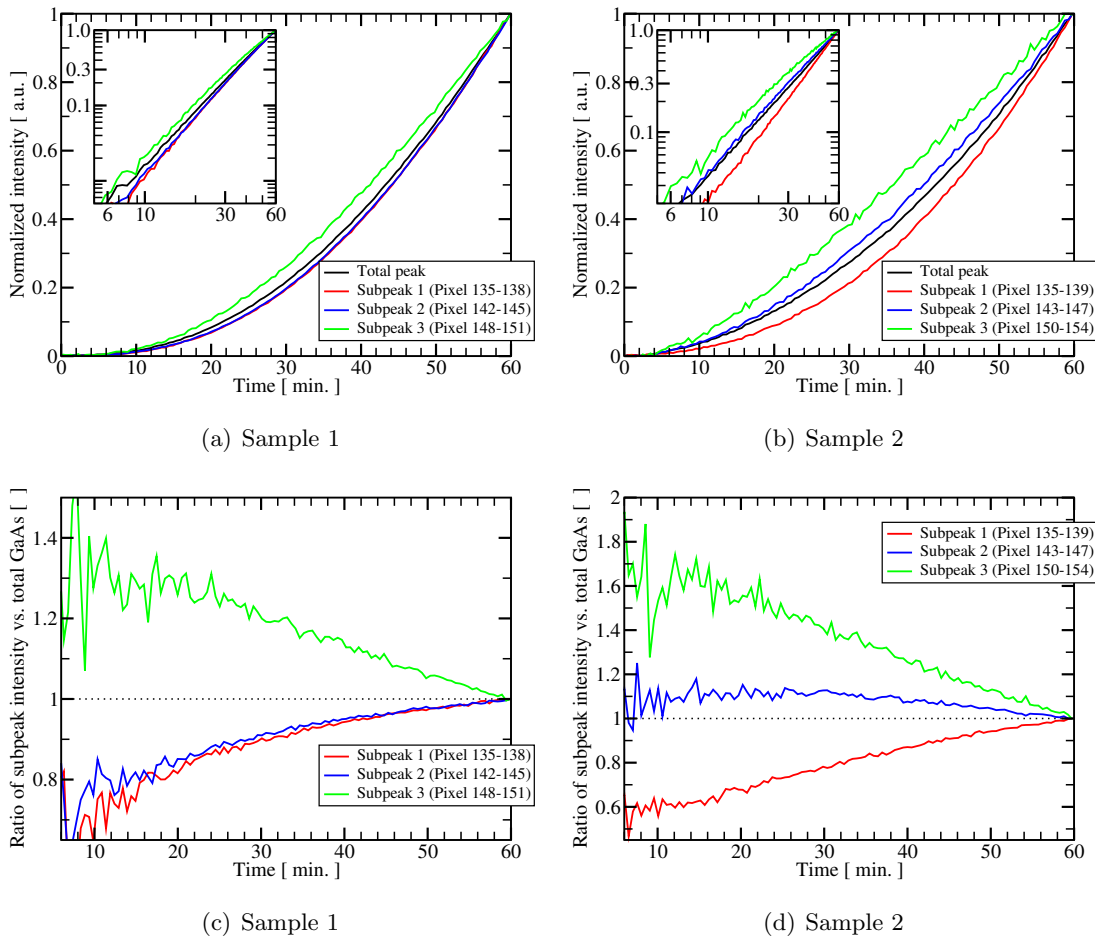 Normalized intensity [ a.u. ]
1
0.8
0.6
0.4
0.2
0
1.0
0.3
0.1
6
10
30
60
Total peak
Subpeak 1 (Pixel 135-138)
Subpeak 2 (Pixel 142-145)
Subpeak 3 (Pixel 148-151)
0
10
20
30
40
50
60
Time [ min. ]
(a) Sample 1
Normalized intensity [ a.u. ]
1
0.8
0.6
0.4
0.2
0
1.0
0.3
0.1
6
10
30
60
Total peak
Subpeak 1 (Pixel 135-139)
Subpeak 2 (Pixel 143-147)
Subpeak 3 (Pixel 150-154)
0
10
20
30
40
50
60
Time [ min. ]
(b) Sample 2
Ratio of subpeak intensity vs. total GaAs [ ]
1.4
1.2
1
0.8
Subpeak 1 (Pixel 135-138)
Subpeak 2 (Pixel 142-145)
Subpeak 3 (Pixel 148-151)
10
20
30
40
50
60
Time [ min. ]
(c) Sample 1
Ratio of subpeak intensity vs. total GaAs [ ]
2
1.8
1.6
1.4
1.2
1
0.8
0.6
Subpeak 1 (Pixel 135-139)
Subpeak 2 (Pixel 143-147)
Subpeak 3 (Pixel 150-154)
10
20
30
40
50
60
Time [ min. ]
(d) Sample 2